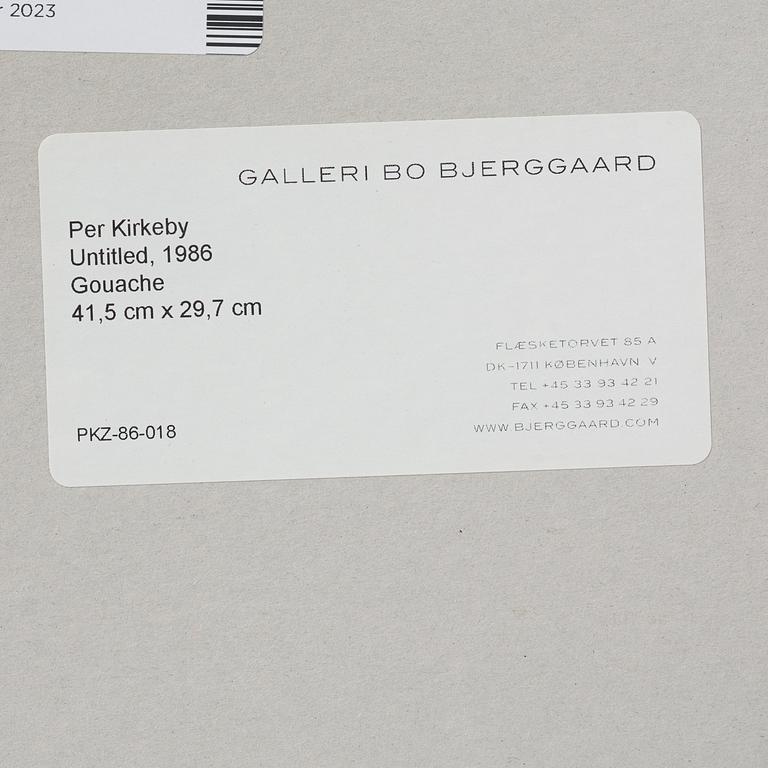 2023
GALLERI BO BJERGGAARD
Per Kirkeby
Untitled, 1986
Gouache
41,5 cm x 29,7 cm
FLÆSKETORVET 85 A
DK-1711 KØBENHAVN V
TEL +45 33 93 42 21
FAX +45 33 93 42 29
WWW.BJERGGAARD.COM
PKZ-86-018